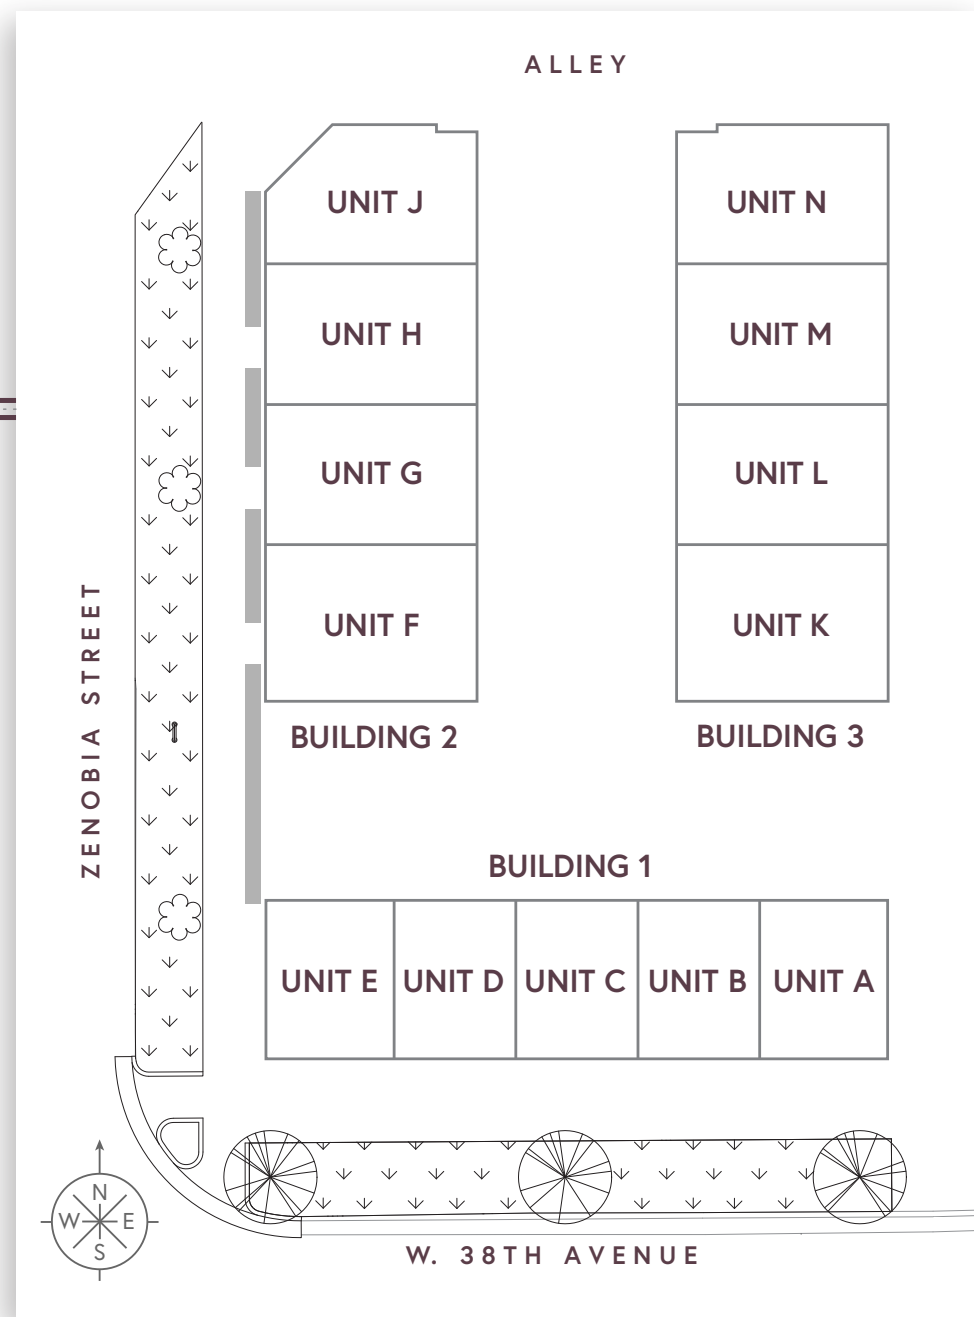 ALLEY
UNIT J
UNIT N
UNIT H
UNIT M
UNIT G
UNIT L
UNIT F
UNIT K
BUILDING 2
BUILDING 3
ZENOBIA STREET
BUILDING 1
UNIT E
UNIT D
UNIT C
UNIT B
UNIT A
N
W
E
S
W. 38TH AVENUE